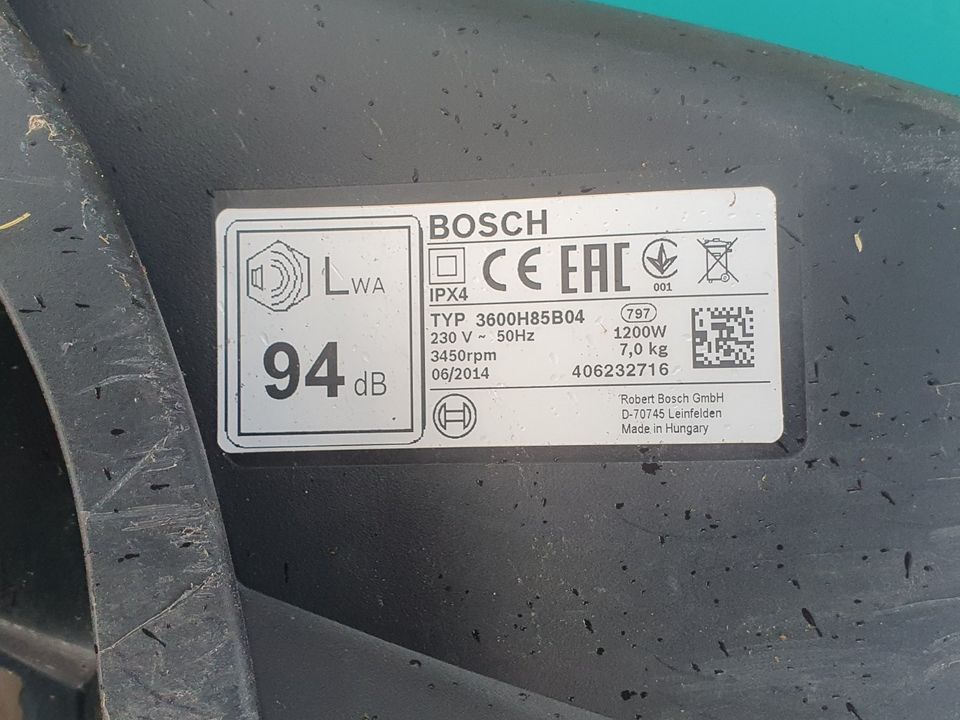 LWA
94 dB
BOSCH
IPX4
CE EAC
001
TYP 3600H85B04 797
230 V ~ 50Hz 1200W
3450rpm 7,0 kg
06/2014 406232716
Robert Bosch GmbH
D-70745 Leinfelden
Made in Hungary